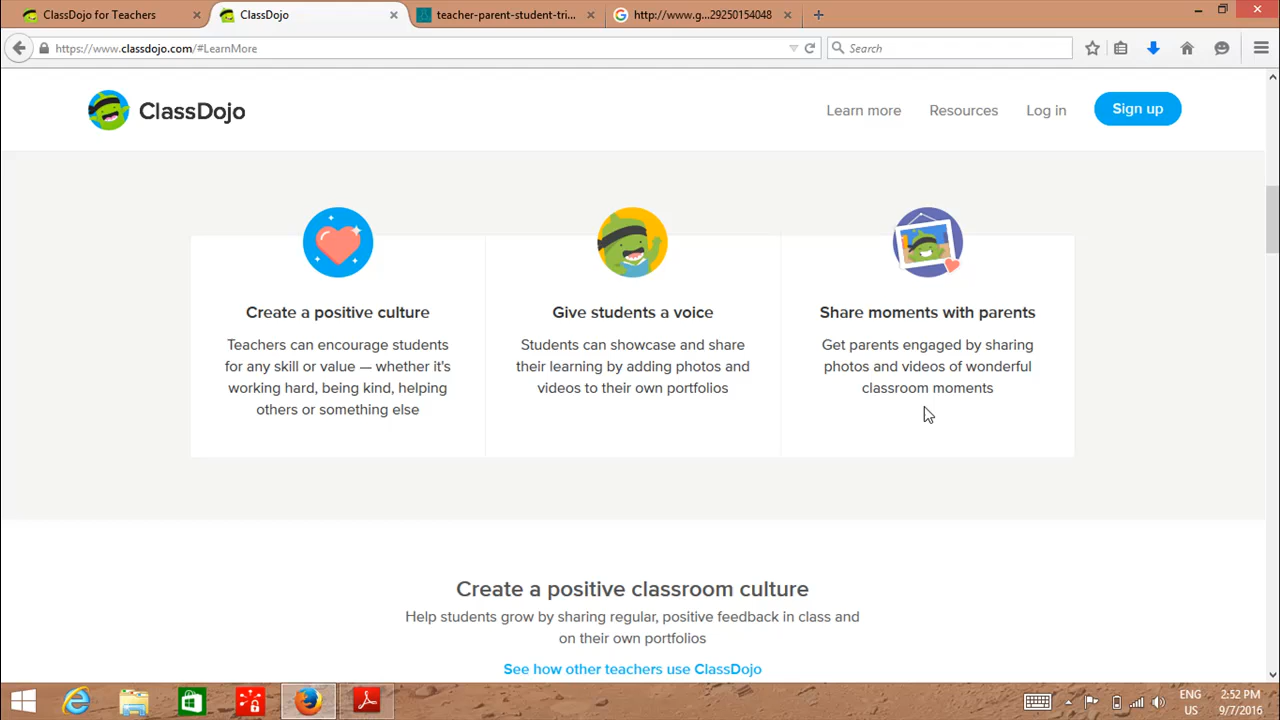 ClassDojo for Teachers
ClassDojo
teacher-parent-student-tri...
http://www.g...29250154048
https://www.classdojo.com/#LearnMore
Search
ClassDojo
Learn more
Resources
Log in
Sign up
Create a positive culture
Teachers can encourage students
for any skill or value — whether it's
working hard, being kind, helping
others or something else
Give students a voice
Students can showcase and share
their learning by adding photos and
videos to their own portfolios
Share moments with parents
Get parents engaged by sharing
photos and videos of wonderful
classroom moments
Create a positive classroom culture
Help students grow by sharing regular, positive feedback in class and
on their own portfolios
See how other teachers use ClassDojo
ENG
US
2:52 PM
9/7/2016